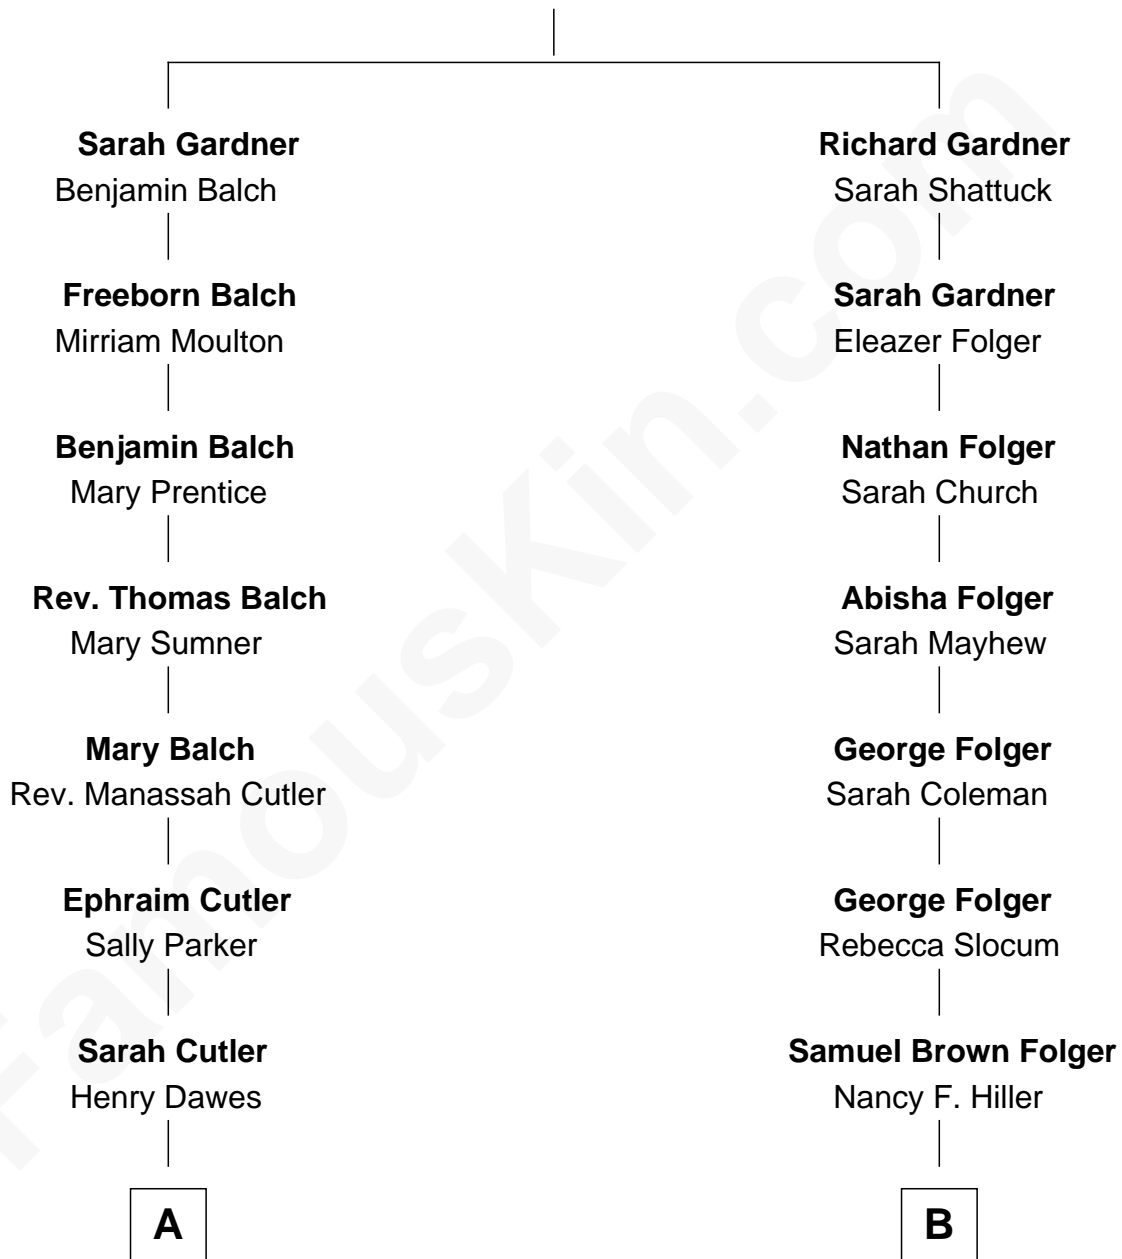 Sarah Gardner
Benjamin Balch
Richard Gardner
Sarah Shattuck
Freeborn Balch
Mirriam Moulton
Sarah Gardner
Eleazer Folger
Benjamin Balch
Mary Prentice
Nathan Folger
Sarah Church
Rev. Thomas Balch
Mary Sumner
Abisha Folger
Sarah Mayhew
Mary Balch
Rev. Manassah Cutler
George Folger
Sarah Coleman
Ephraim Cutler
Sally Parker
George Folger
Rebecca Slocum
Sarah Cutler
Henry Dawes
Samuel Brown Folger
Nancy F. Hiller
A
B
FamousKin.com